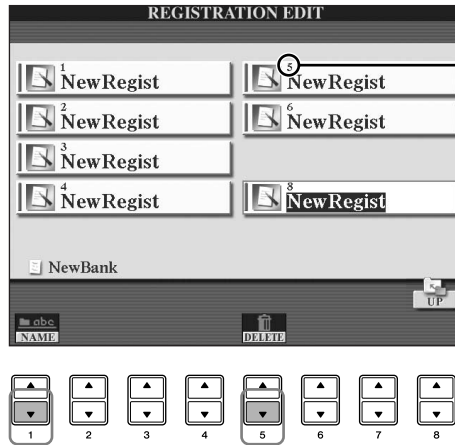 REGISTRATION EDIT
1
NewRegist
2
NewRegist
3
NewRegist
4
NewRegist
5
NewRegist
6
NewRegist
8
NewRegist
NewBank
UP
abc
NAME
DELETE
1 2 3 4 5 6 7 8